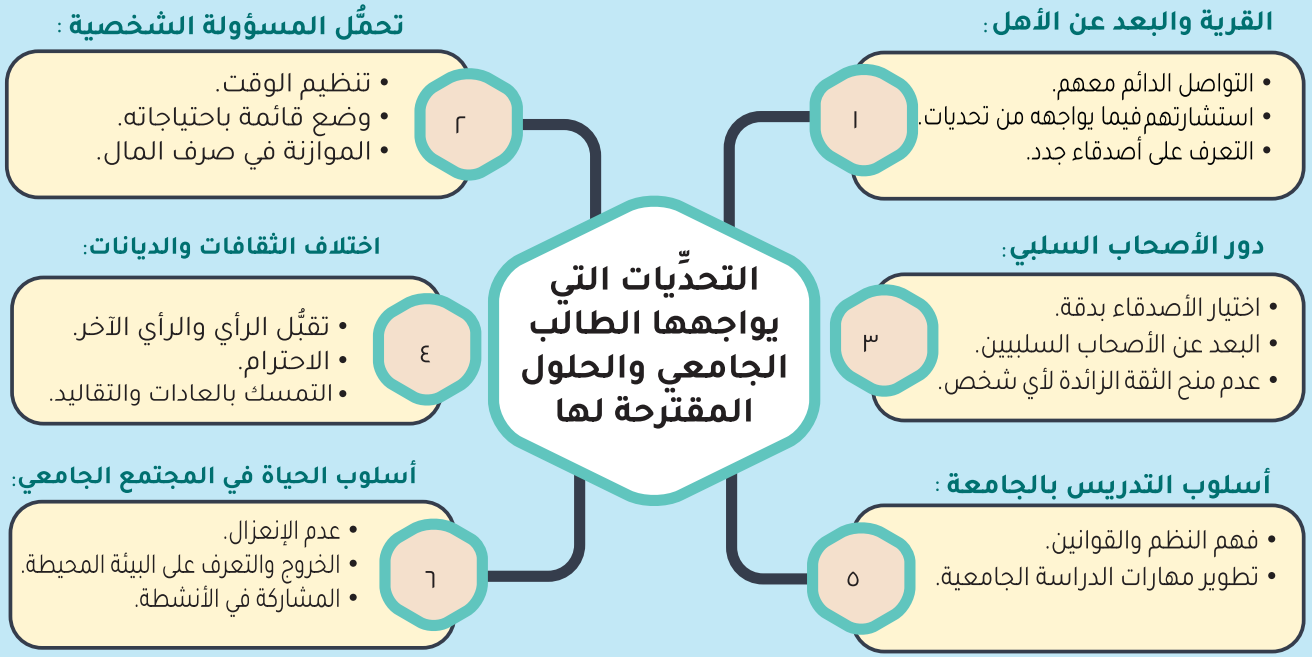 التحدِّيات التي
يواجهها الطالب
الجامعي والحلول
المقترحة لها
القرية والبعد عن الأهل:
١
• التواصل الدائم معهم.
• استشارتهم فيما يواجهه من تحديات.
• التعرف على أصدقاء جدد.
تحمُّل المسؤولة الشخصية :
٢
• تنظيم الوقت.
• وضع قائمة باحتياجاته.
• الموازنة في صرف المال.
دور الأصحاب السلبي:
٣
• اختيار الأصدقاء بدقة.
• البعد عن الأصحاب السلبيين.
• عدم منح الثقة الزائدة لأي شخص.
اختلاف الثقافات والديانات:
٤
• تقبُّل الرأي والرأي الآخر.
• الاحترام.
• التمسك بالعادات والتقاليد.
أسلوب التدريس بالجامعة :
٥
• فهم النظم والقوانين.
• تطوير مهارات الدراسة الجامعية.
أسلوب الحياة في المجتمع الجامعي:
٦
• عدم الإنعزال.
• الخروج والتعرف على البيئة المحيطة.
• المشاركة في الأنشطة.